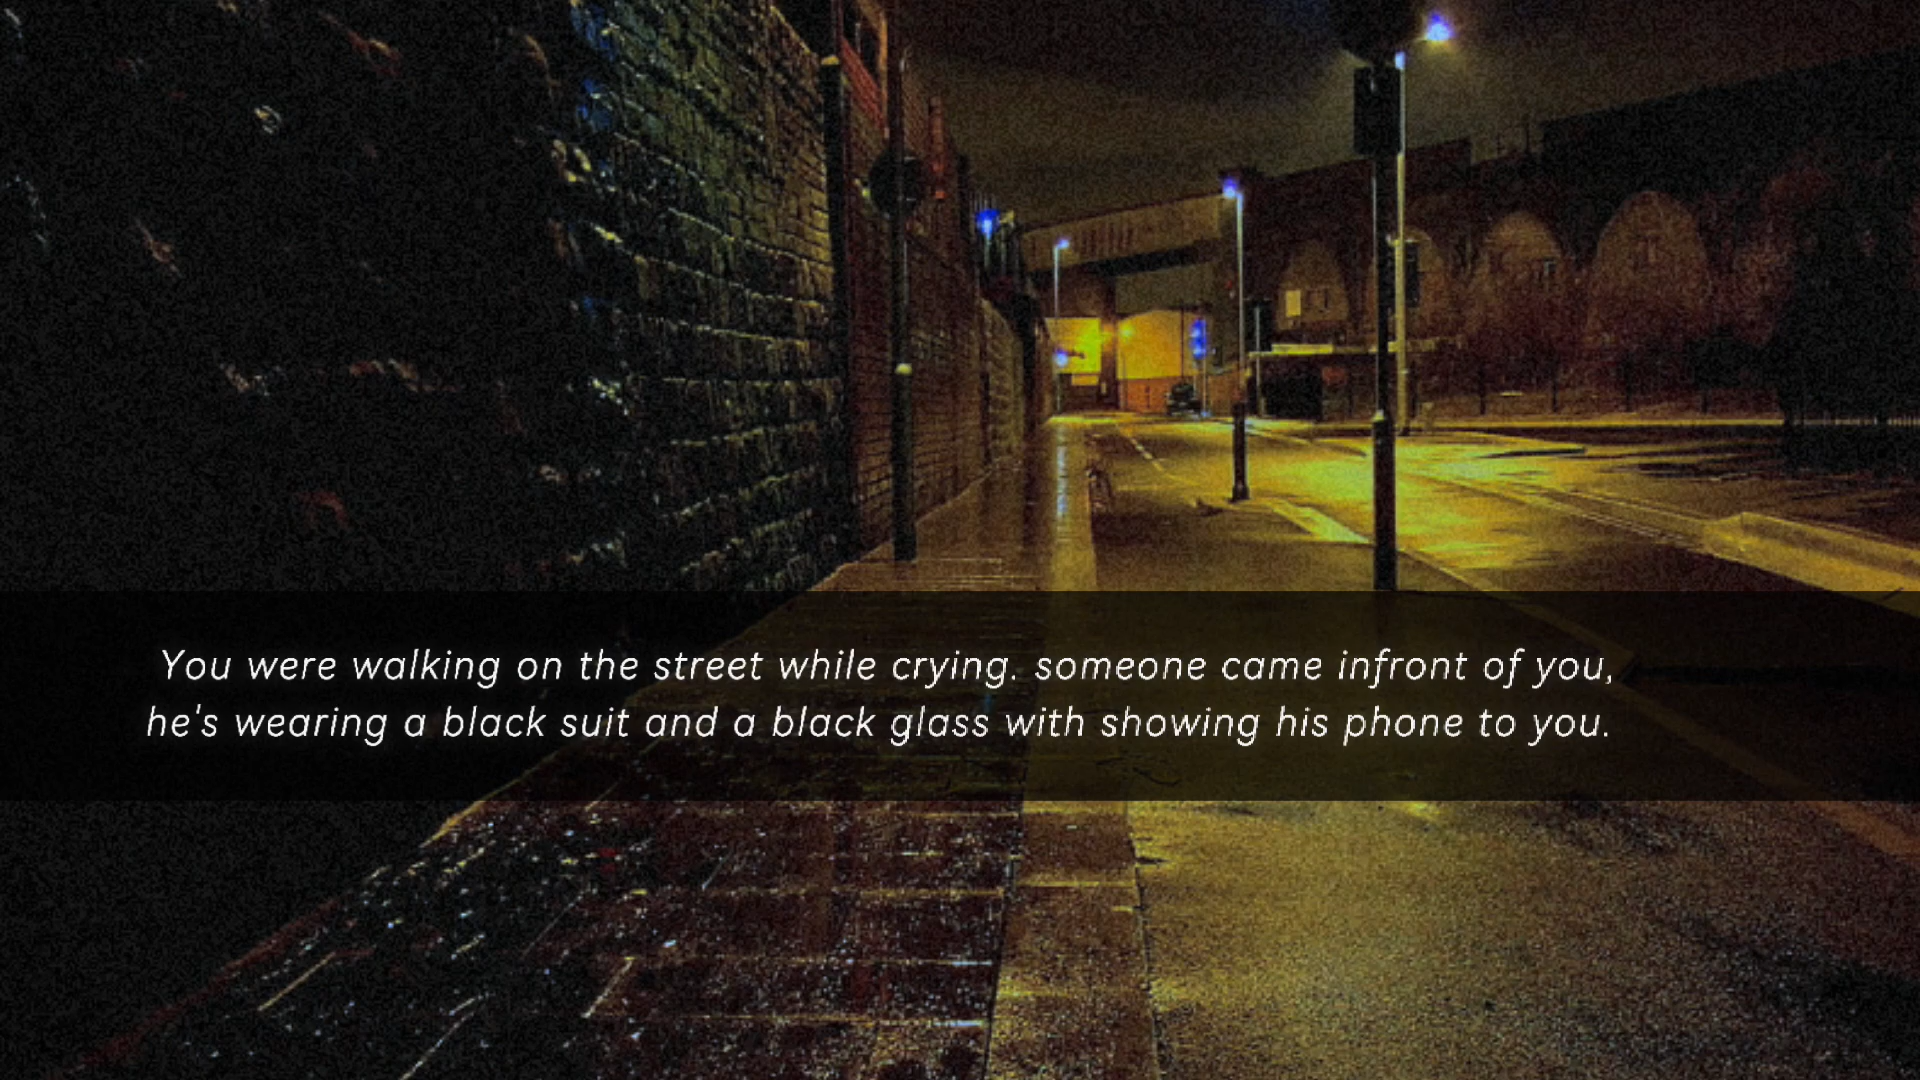 You were walking on the street while crying. someone came infront of you,
he's wearing a black suit and a black glass with showing his phone to you.